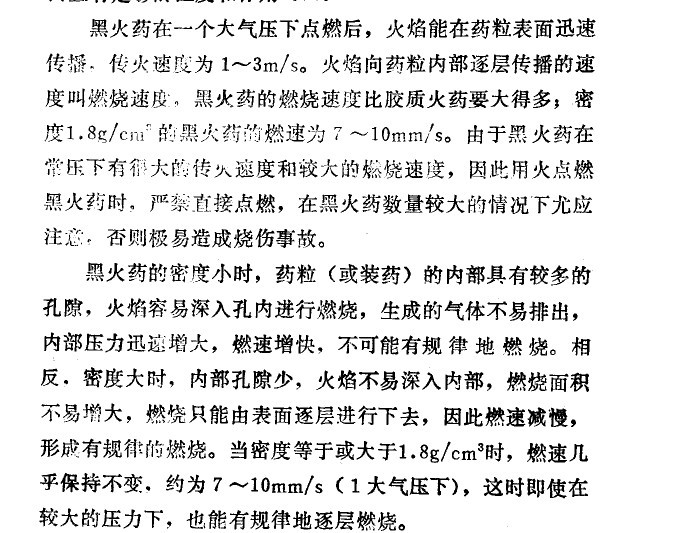 黑火药在一个大气压下点燃后，火焰能在药粒表面迅速
传播。传火速度为1～3m/s。火焰向药粒内部逐层传播的速
度叫燃烧速度。黑火药的燃烧速度比胶质火药要大得多；密
度1.8g/cm³的黑火药的燃速为7～10mm/s。由于黑火药在
常压下有很大的传火速度和较大的燃烧速度，因此用火点燃
黑火药时，严禁直接点燃，在黑火药数量较大的情况下尤应
注意，否则极易造成烧伤事故。
黑火药的密度小时，药粒（或装药）的内部具有较多的
孔隙，火焰容易深入孔内进行燃烧，生成的气体不易排出，
内部压力迅速增大，燃速增快，不可能有规律地燃烧。相
反．密度大时，内部孔隙少，火焰不易深入内部，燃烧面积
不易增大，燃烧只能由表面逐层进行下去，因此燃速减慢，
形成有规律的燃烧。当密度等于或大于1.8g/cm³时，燃速几
乎保持不变．约为7～10mm/s（1大气压下），这时即使在
较大的压力下，也能有规律地逐层燃烧。